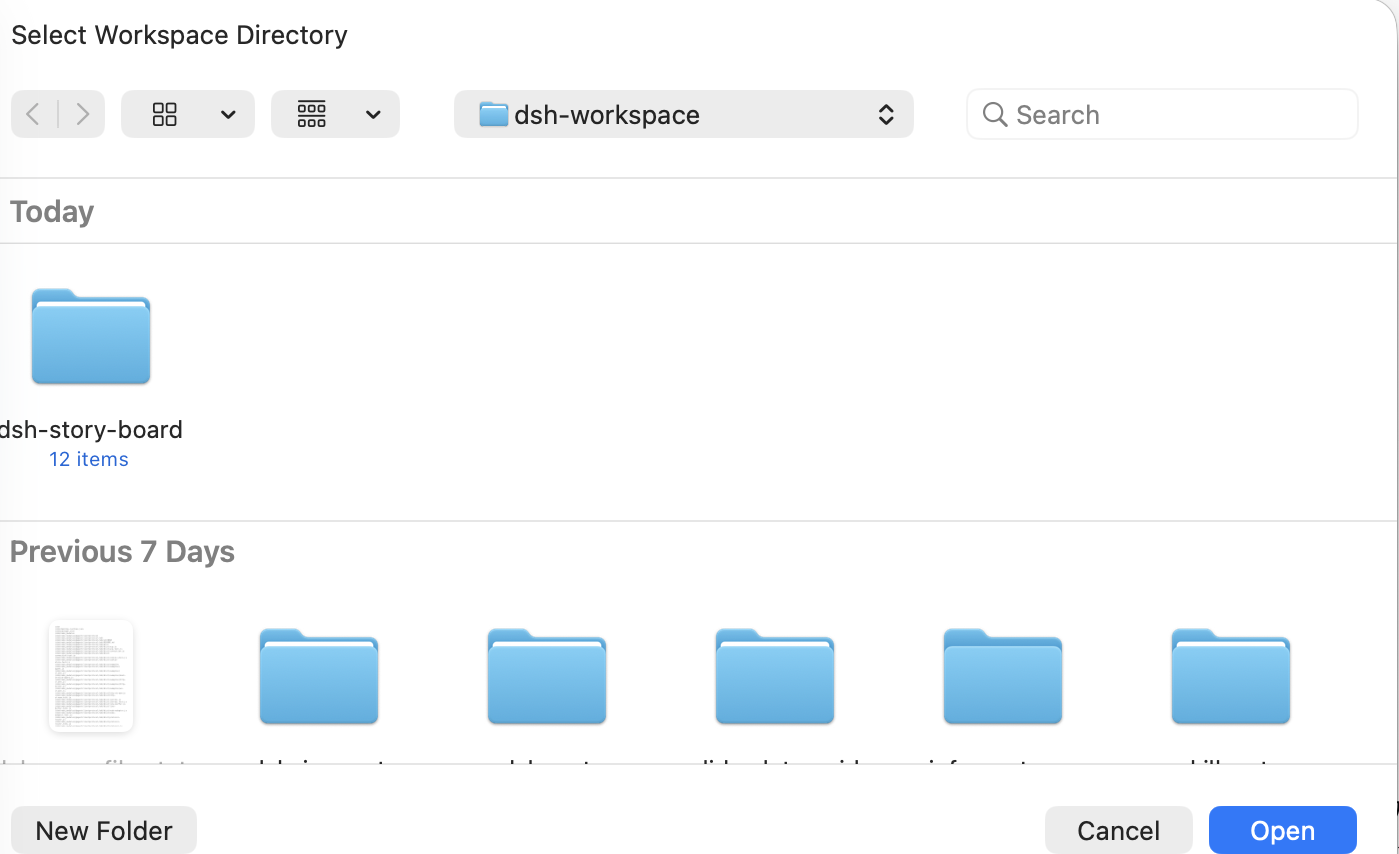 Select Workspace Directory
dsh-workspace
Search
Today
dsh-story-board
12 items
Previous 7 Days
New Folder
Cancel
Open